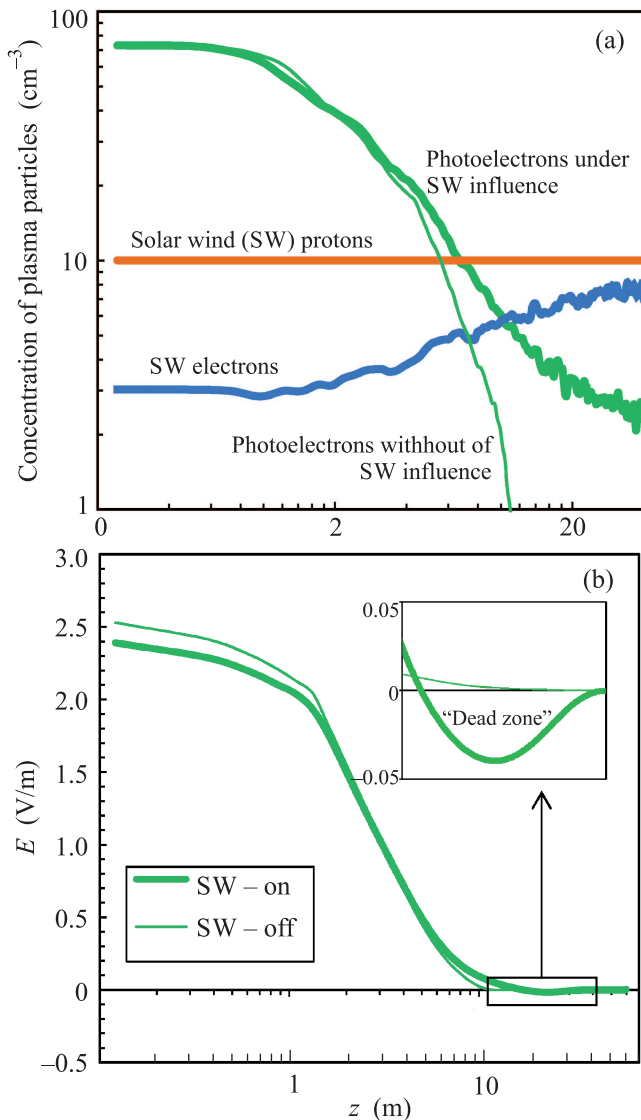 100
(a)
Concentration of plasma particles (cm⁻³)
Photoelectrons under
SW influence
Solar wind (SW) protons
10
SW electrons
Photoelectrons withhout of
SW influence
1
0
2
20
3.0
(b)
0.05
2.5
0
2.0
“Dead zone”
−0.05
1.5
E (V/m)
1.0
SW – on
0.5
SW – off
0
−0.5
1
10
z (m)